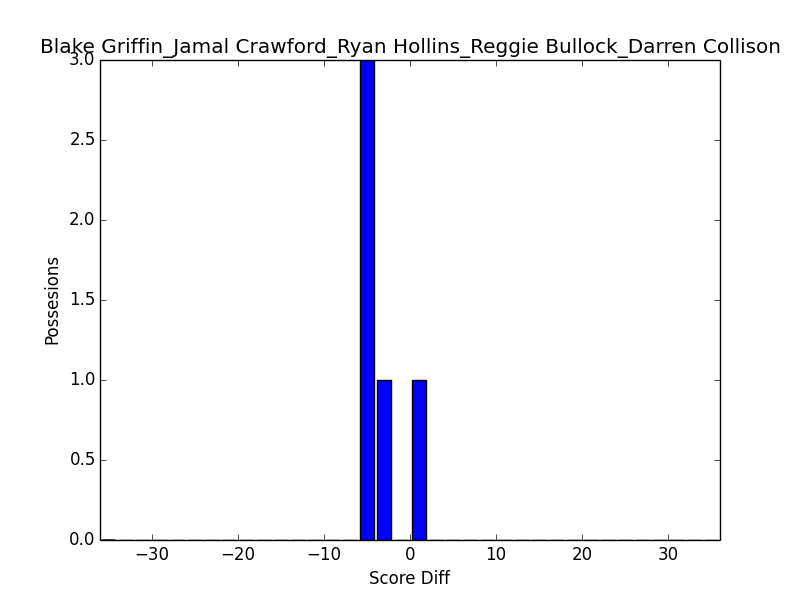 Blake Griffin_Jamal Crawford_Ryan Hollins_Reggie Bullock_Darren Collison
3.0
2.5
2.0
1.5
1.0
0.5
0.0
Possesions
−30 −20 −10 0 10 20 30
Score Diff